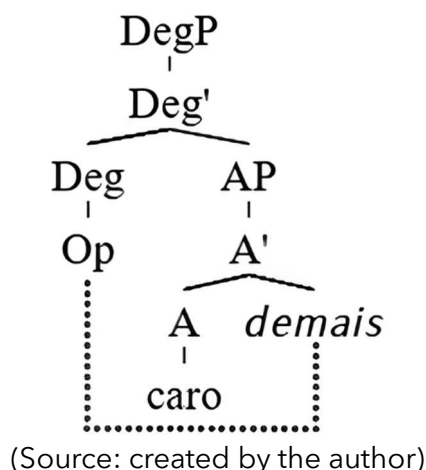 DegP
Deg'
Deg AP
Op A'
A demais
caro
(Source: created by the author)